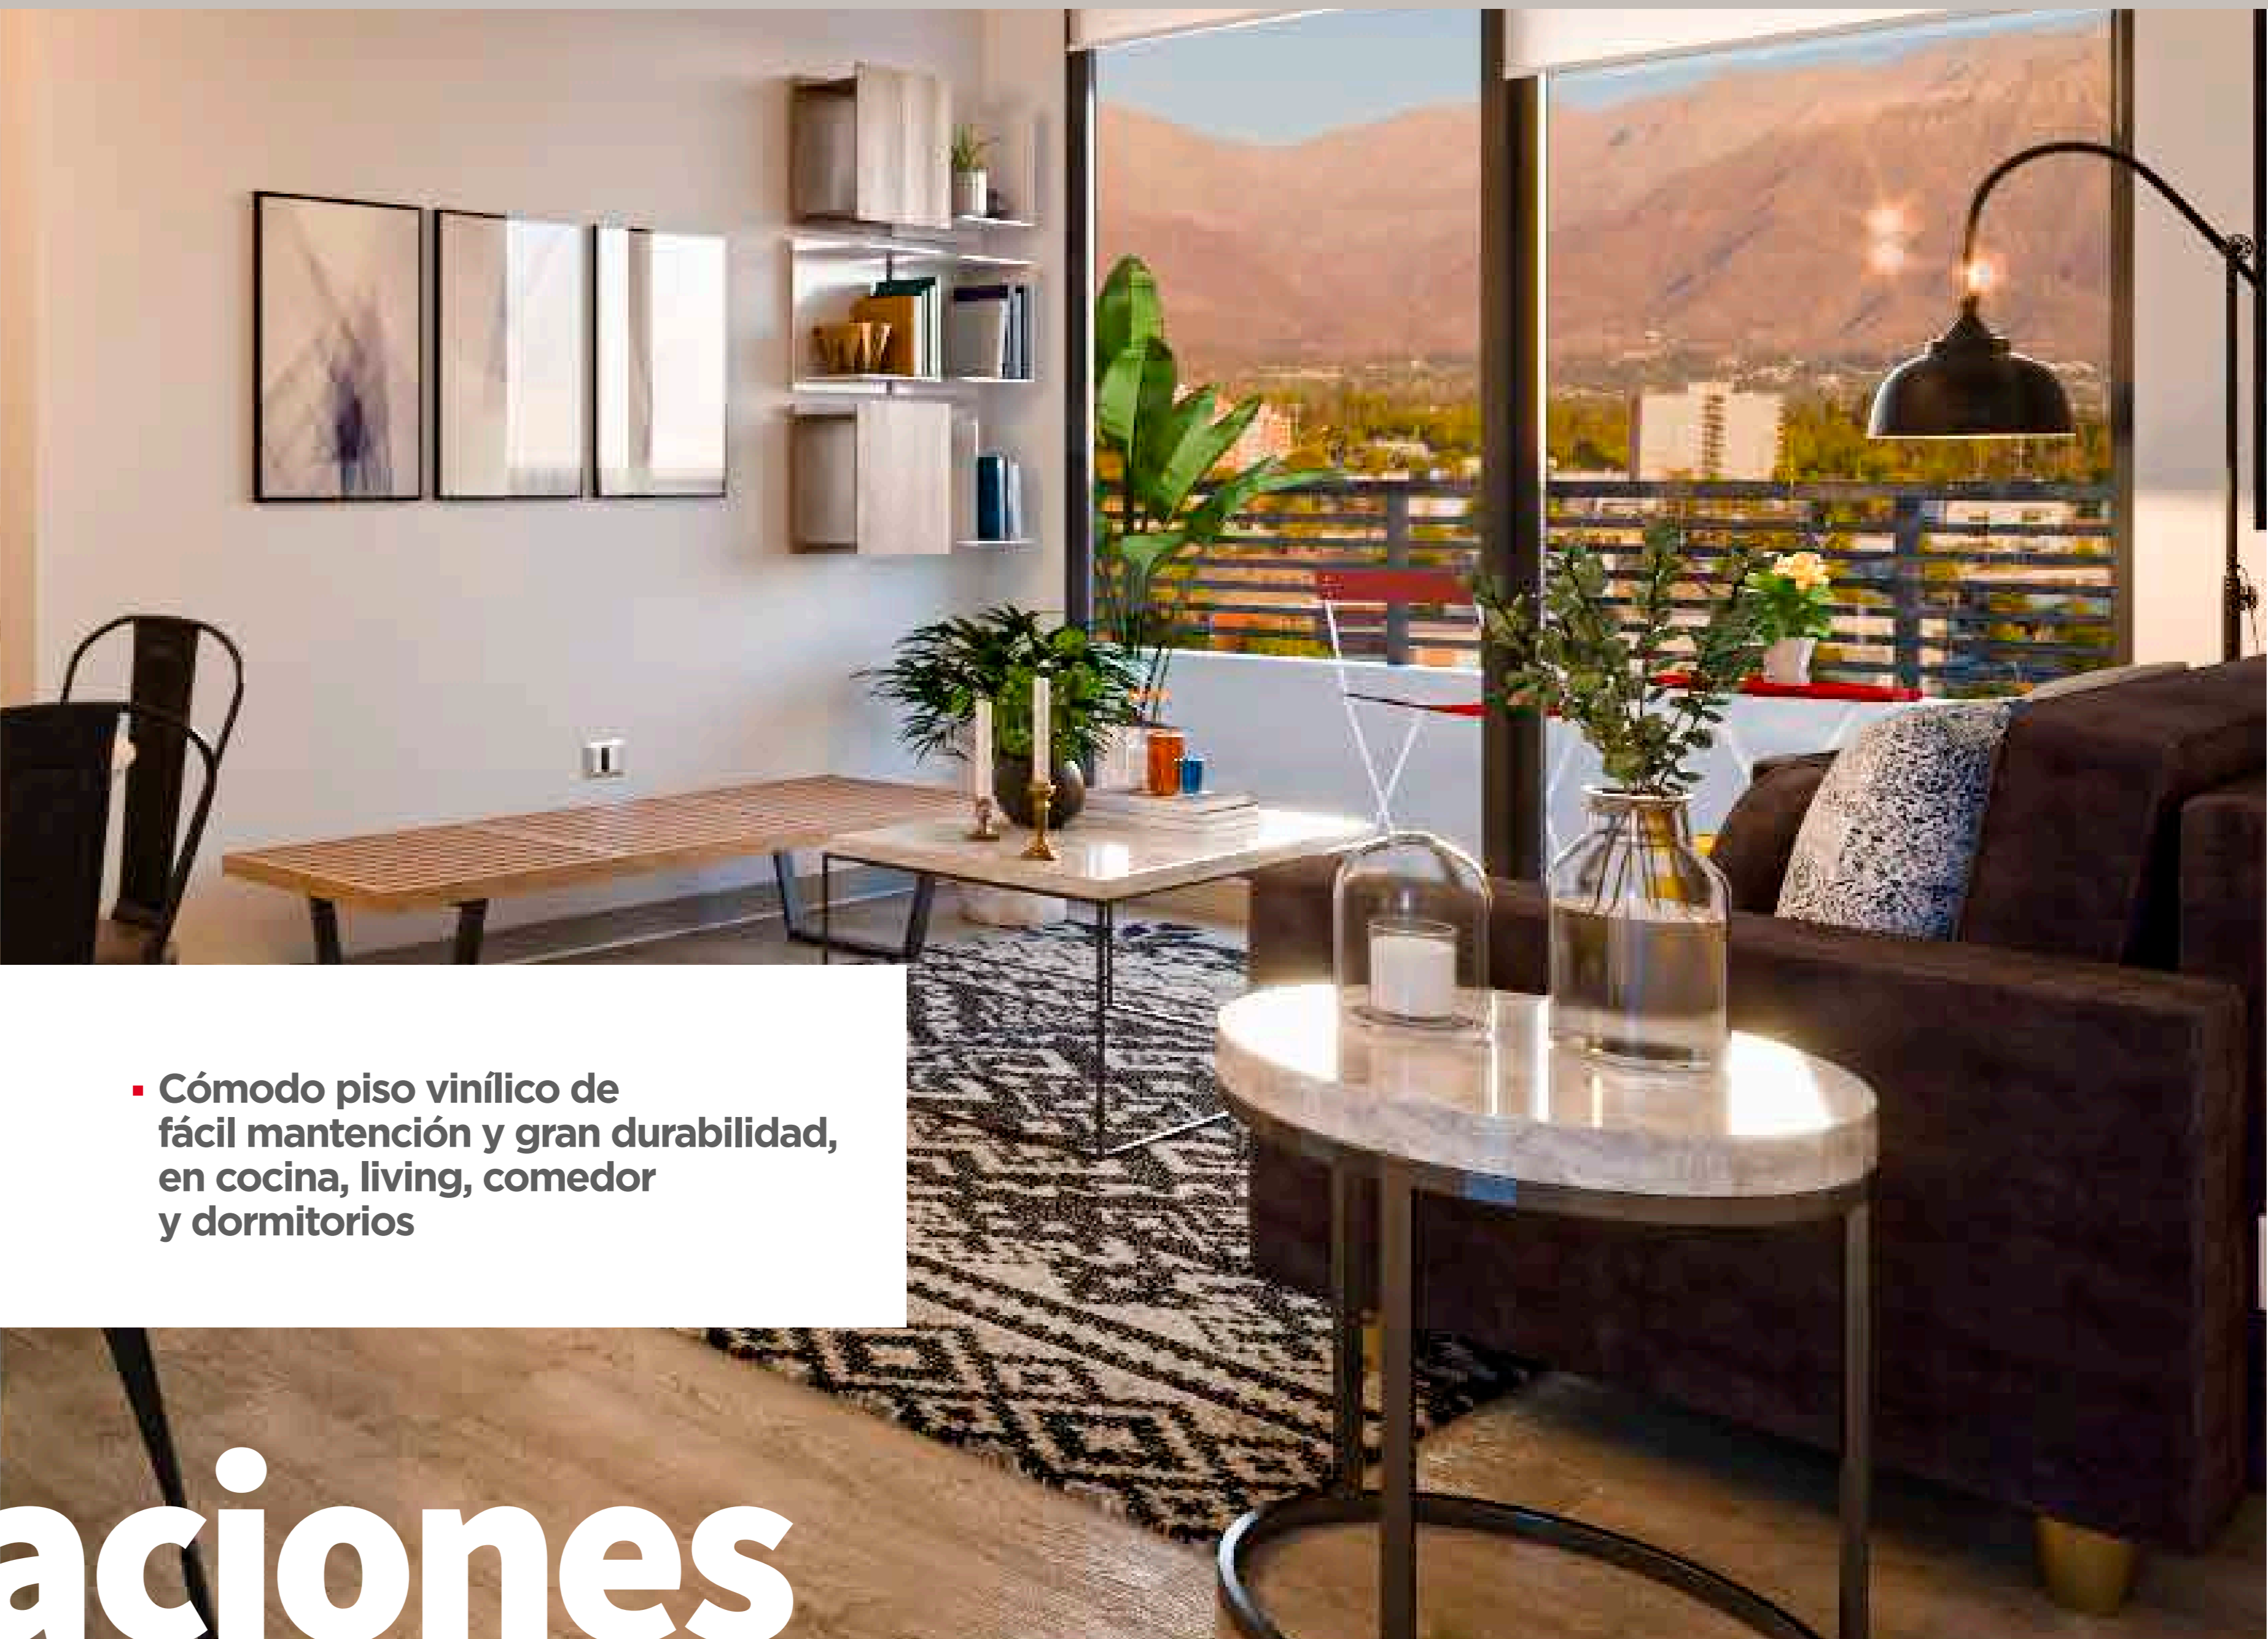 ▪ Cómodo piso vinílico de
fácil mantención y gran durabilidad,
en cocina, living, comedor
y dormitorios
aciones